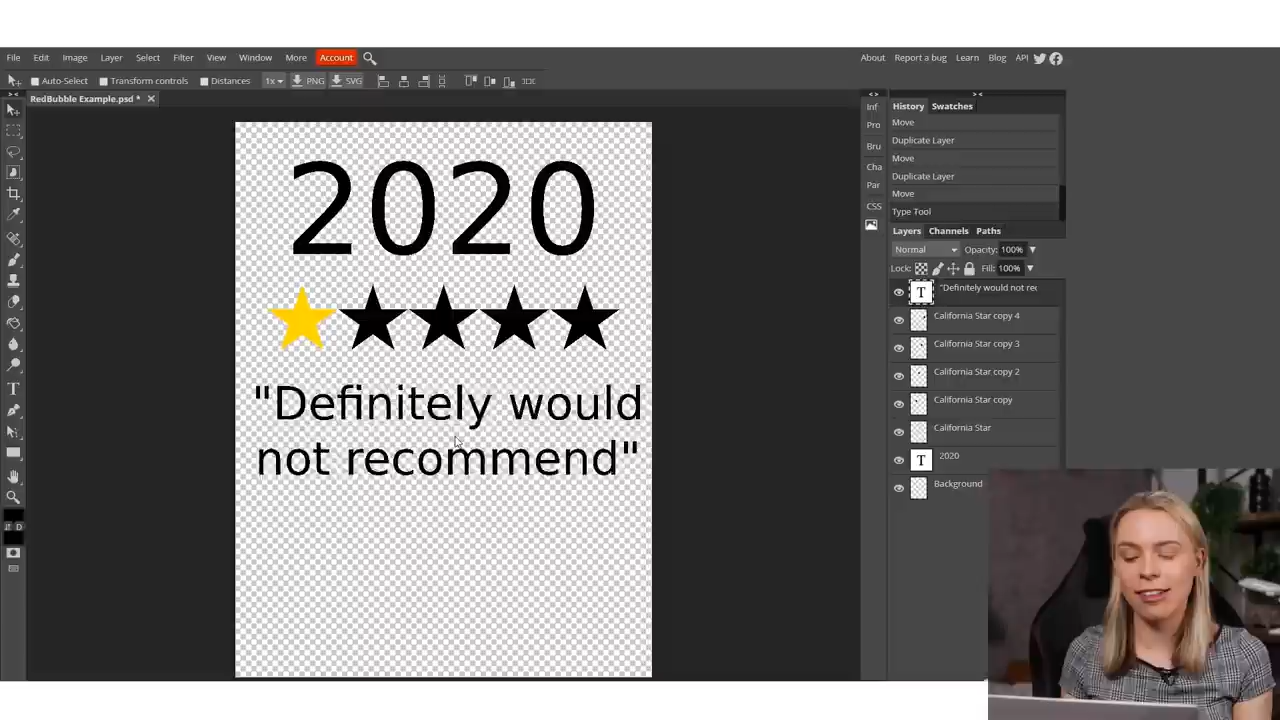 File Edit Image Layer Select Filter View Window More Account About Report a bug Learn Blog API
Auto-Select Transform controls Distances 1x PNG SVG
RedBubble Example.psd *
2020
"Definitely would
not recommend"
Inf
Pro
Bru
Cha
Par
CSS
History Swatches
Move
Duplicate Layer
Move
Duplicate Layer
Move
Type Tool
Layers Channels Paths
Normal Opacity: 100%
Lock: Fill: 100%
T "Definitely would not rec
California Star copy 4
California Star copy 3
California Star copy 2
California Star copy
California Star
T 2020
Background